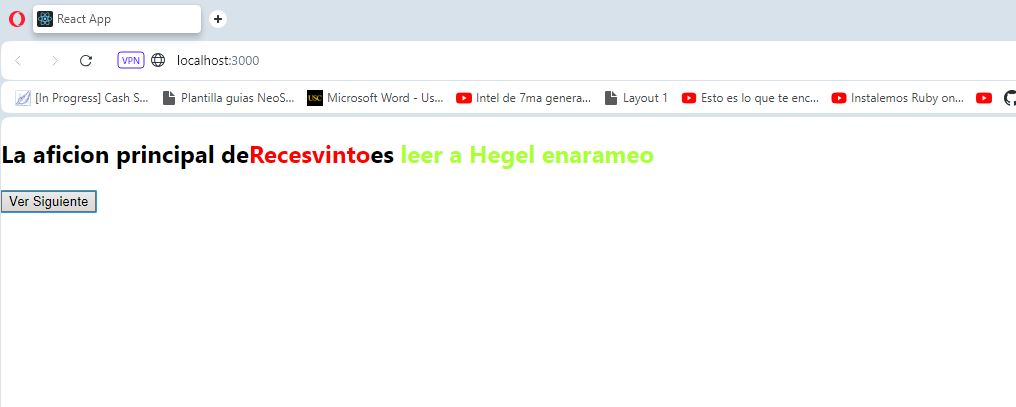 React App
VPN localhost:3000
[In Progress] Cash S... Plantilla guias NeoS... USC Microsoft Word - Us... Intel de 7ma genera... Layout 1 Esto es lo que te enc... Instalemos Ruby on...
La aficion principal deRecesvintoes leer a Hegel enarameo
Ver Siguiente